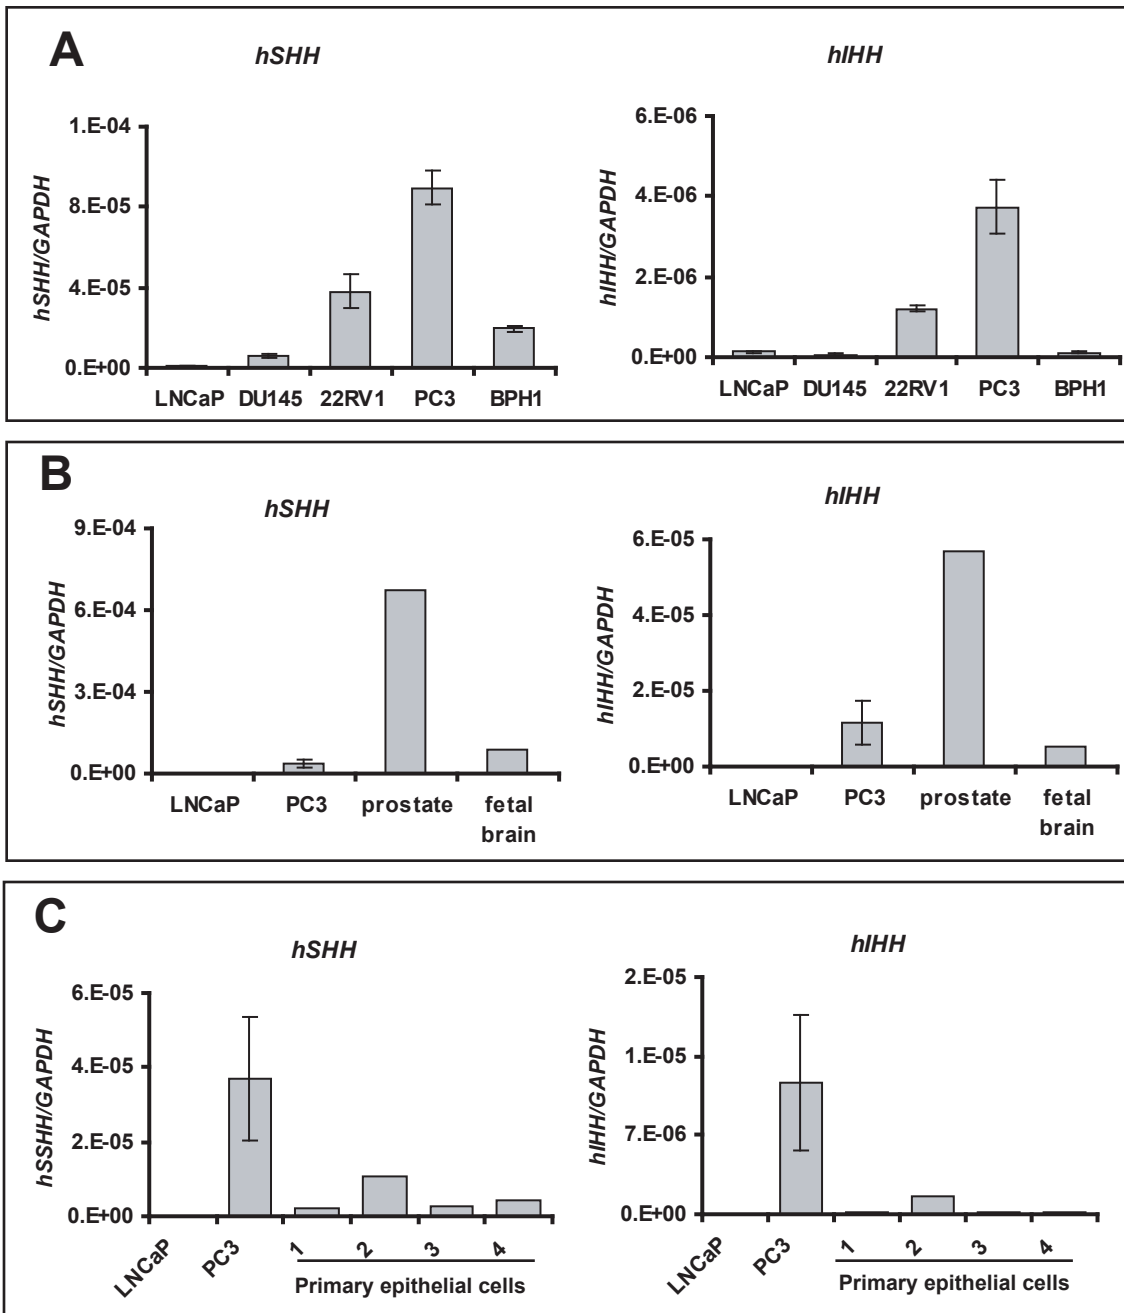 A
hSHH
hIHH
hSHH/GAPDH
1.E-04
8.E-05
4.E-05
0.E+00
LNCaP DU145 22RV1 PC3 BPH1
hIHH/GAPDH
6.E-06
4.E-06
2.E-06
0.E+00
LNCaP DU145 22RV1 PC3 BPH1
B
hSHH
hIHH
hSHH/GAPDH
9.E-04
6.E-04
3.E-04
0.E+00
LNCaP PC3 prostate fetal
brain
hIHH/GAPDH
6.E-05
4.E-05
2.E-05
0.E+00
LNCaP PC3 prostate fetal
brain
C
hSHH
hIHH
hSSHH/GAPDH
6.E-05
4.E-05
2.E-05
0.E+00
LNCaP PC3 1 2 3 4
Primary epithelial cells
hIHH/GAPDH
2.E-05
1.E-05
7.E-06
0.E+00
LNCaP PC3 1 2 3 4
Primary epithelial cells